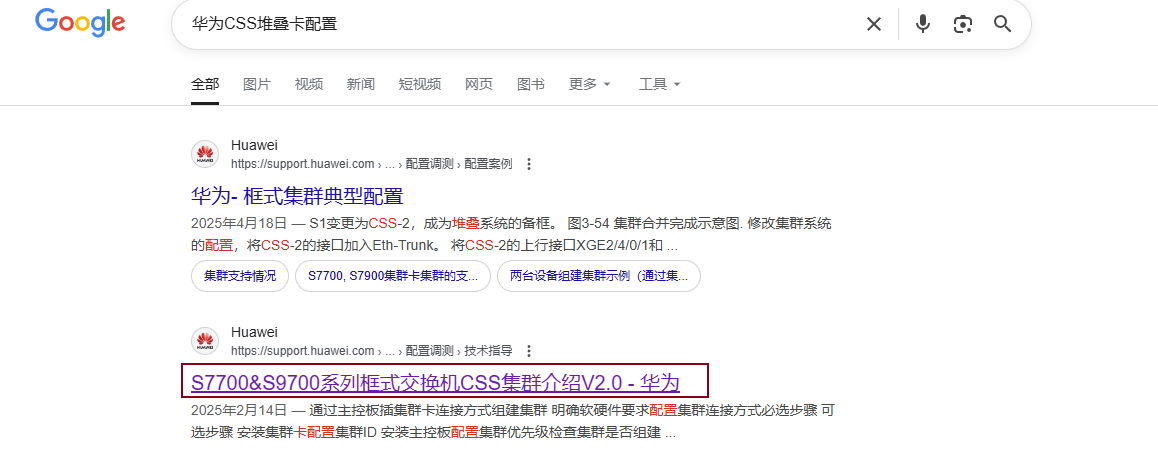 Google
华为CSS堆叠卡配置
全部 图片 视频 新闻 短视频 网页 图书 更多 工具
HUAWEI
Huawei
https://support.huawei.com › ... › 配置调测 › 配置案例
华为- 框式集群典型配置
2025年4月18日 — S1变更为CSS-2，成为堆叠系统的备框。 图3-54 集群合并完成示意图. 修改集群系统
的配置，将CSS-2的接口加入Eth-Trunk。 将CSS-2的上行接口XGE2/4/0/1和 ...
集群支持情况 S7700, S7900集群卡集群的支... 两台设备组建集群示例（通过集...
HUAWEI
Huawei
https://support.huawei.com › ... › 配置调测 › 技术指导
S7700&S9700系列框式交换机CSS集群介绍V2.0 - 华为
2025年2月14日 — 通过主控板插集群卡连接方式组建集群 明确软硬件要求配置集群连接方式必选步骤 可
选步骤 安装集群卡配置集群ID 安装主控板配置集群优先级检查集群是否组建 ...